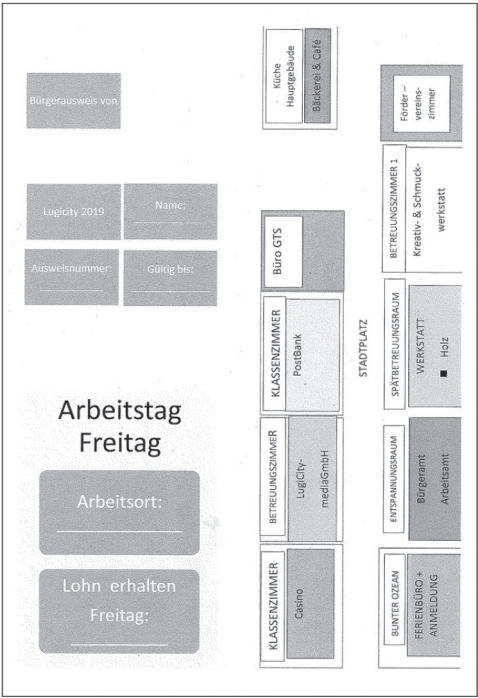 Bürgerausweis von
Lugicity 2019
Name:
Ausweisnummer:
Gültig bis:
Arbeitstag
Freitag
Arbeitsort:
Lohn erhalten
Freitag:
Küche
Hauptgebäude
Bäckerei & Café
Büro GTS
KLASSENZIMMER
PostBank
BETREUUNGSZIMMER
LugiCity-
mediaGmbH
KLASSENZIMMER
Casino
STADTPLATZ
Förder –
vereins-
zimmer
BETREUUNGSZIMMER 1
Kreativ- & Schmuck-
werkstatt
SPÄTBETREUUNGSRAUM
WERKSTATT
■ Holz
ENTSPANNUNGSRAUM
Bürgeramt
Arbeitsamt
BUNTER OZEAN
FERIENBÜRO +
ANMELDUNG